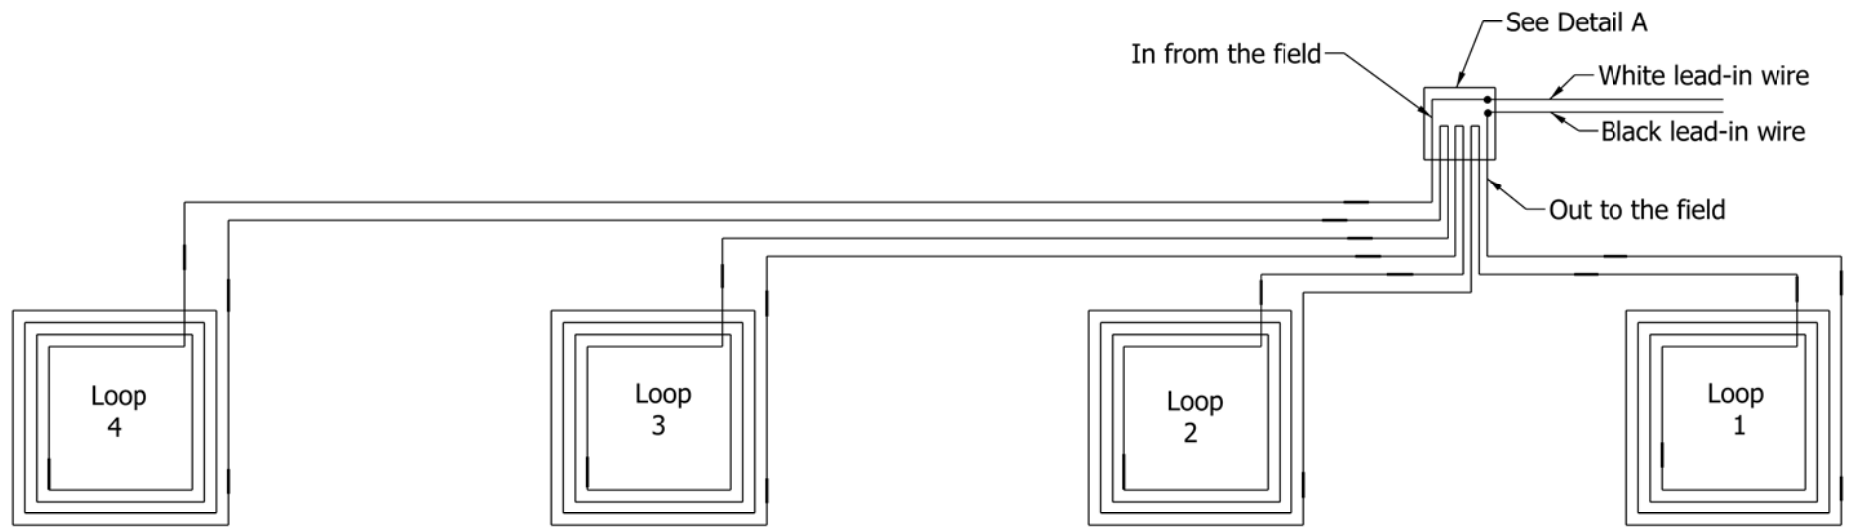 See Detail A
In from the field
White lead-in wire
Black lead-in wire
Out to the field
Loop
4
Loop
3
Loop
2
Loop
1